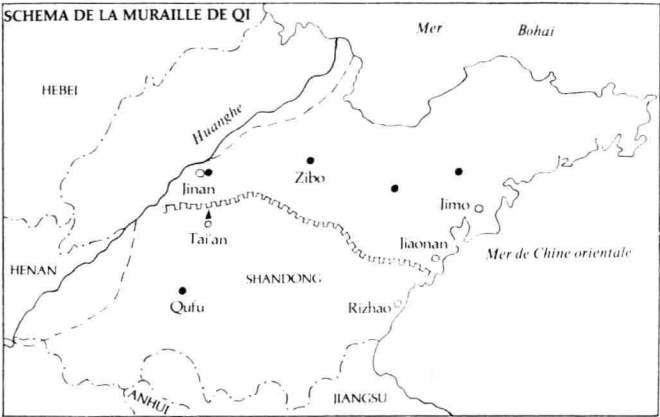 SCHEMA DE LA MURAILLE DE QI
Mer
Bohai
HEBEI
Huanghe
Jinan
Zibo
Jimo
Tai'an
Jiaonan
Mer de Chine orientale
HENAN
SHANDONG
Qufu
Rizhao
ANHUI
JIANGSU